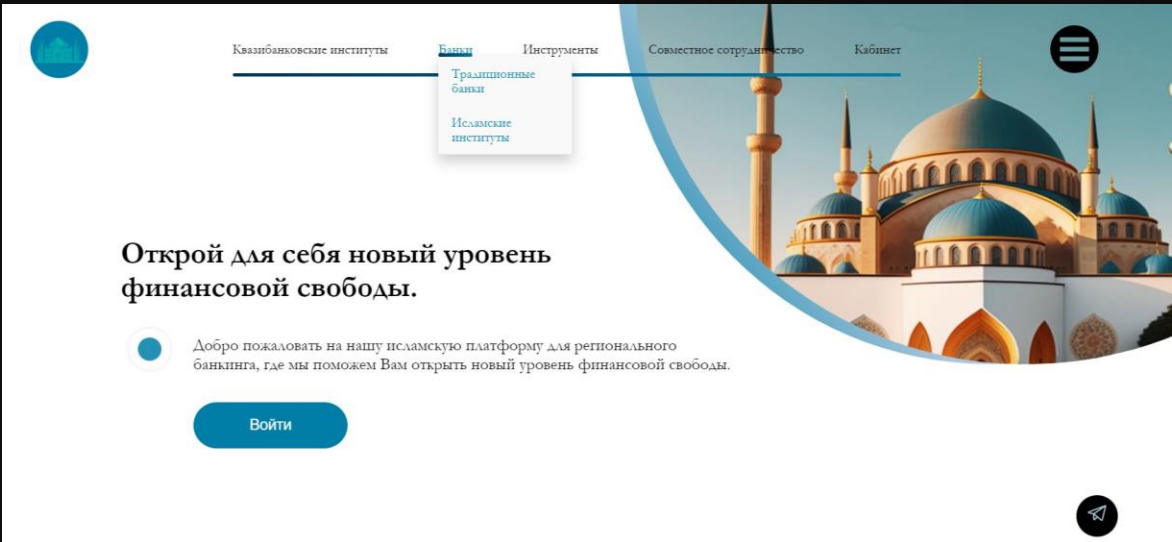 Квазибанковские институты Банки Инструменты Совместное сотрудничество Кабинет
Традиционные
банки
Исламские
институты
Открой для себя новый уровень
финансовой свободы.
Добро пожаловать на нашу исламскую платформу для регионального
банкинга, где мы поможем Вам открыть новый уровень финансовой свободы.
Войти